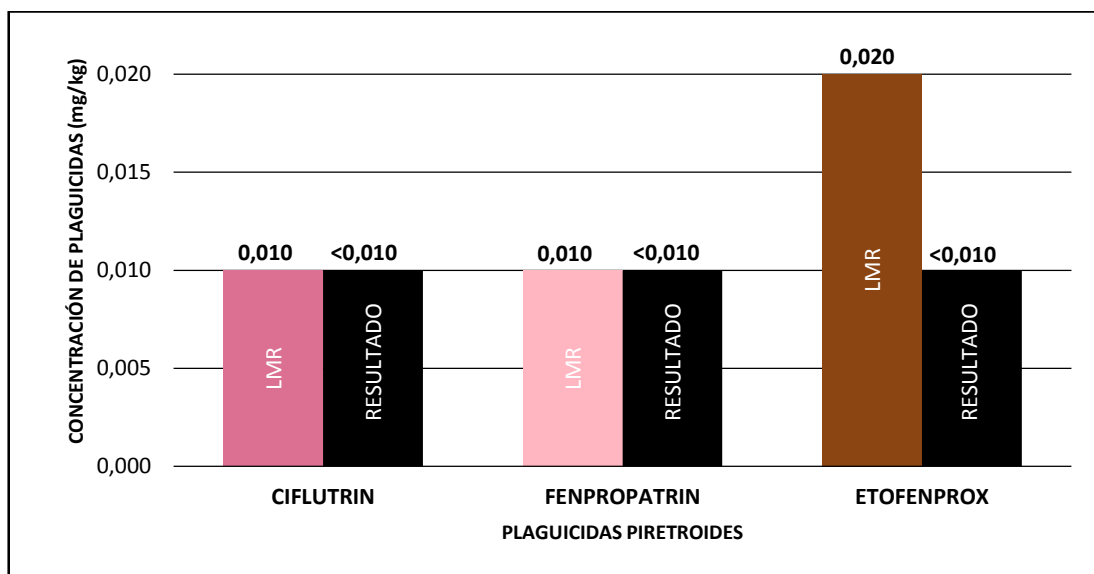 CONCENTRACIÓN DE PLAGUICIDAS (mg/kg)
0,020
0,015
0,010
0,005
0,000
0,010
<0,010
0,010
<0,010
0,020
<0,010
LMR
RESULTADO
LMR
RESULTADO
LMR
RESULTADO
CIFLUTRIN
FENPROPATRIN
ETOFENPROX
PLAGUICIDAS PIRETROIDES